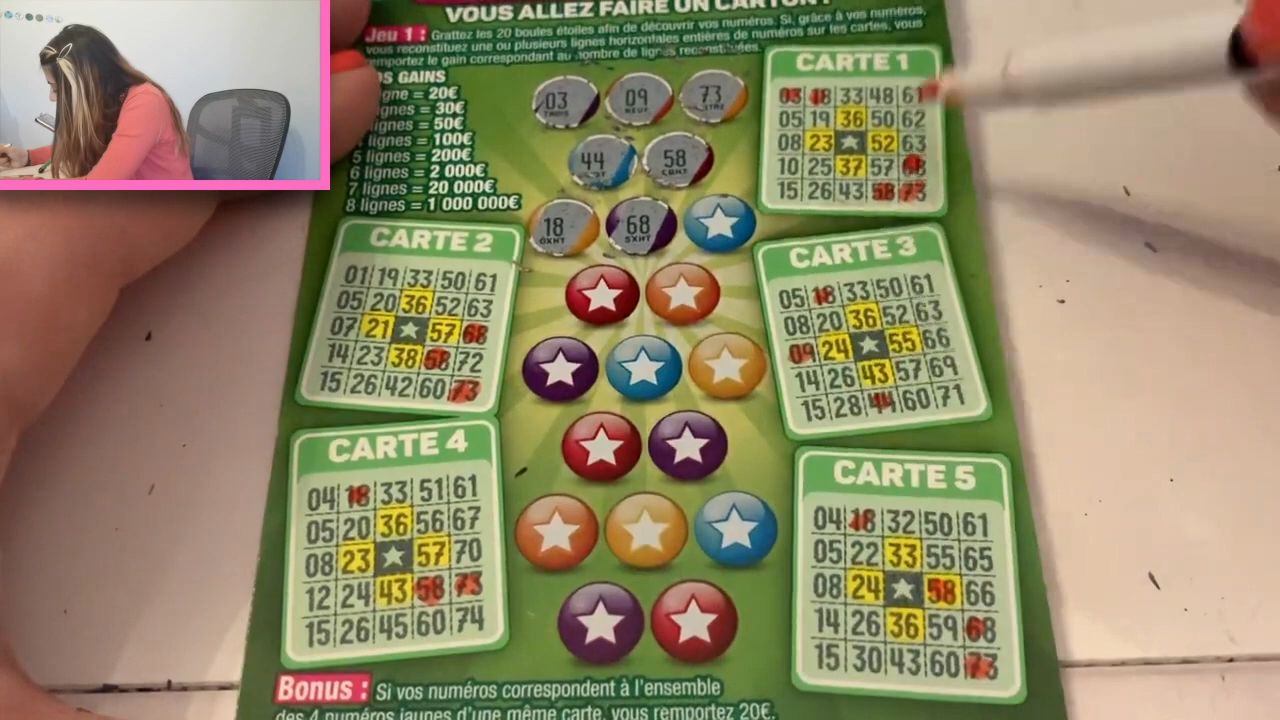 VOUS ALLEZ FAIRE UN CARTON !
Jeu 1 : Grattez les 20 boules étoiles afin de découvrir vos numéros. Si, grâce à vos numéros,
vous reconstituez une ou plusieurs lignes horizontales entières de numéros sur les cartes, vous
remportez le gain correspondant au nombre de lignes reconstituées.
S GAINS
igne = 20€
ignes = 30€
ignes = 50€
lignes = 100€
5 lignes = 200€
6 lignes = 2 000€
7 lignes = 20 000€
8 lignes = 1 000 000€
03 09 73
TROIS NEUF
44 58
18 68
CARTE 1
03 18 33 48 61
05 19 36 50 62
08 23 52 63
10 25 37 57 68
15 26 43 58 73
CARTE 2
01 19 33 50 61
05 20 36 52 63
07 21 57 68
14 23 38 58 72
15 26 42 60 73
CARTE 3
05 18 33 50 61
08 20 36 52 63
09 24 55 66
14 26 43 57 69
15 28 44 60 71
CARTE 4
04 18 33 51 61
05 20 36 56 67
08 23 57 70
12 24 43 58 73
15 26 45 60 74
CARTE 5
04 18 32 50 61
05 22 33 55 65
08 24 58 66
14 26 36 59 68
15 30 43 60 73
Bonus : Si vos numéros correspondent à l'ensemble
des 4 numéros jaunes d'une même carte, vous remportez 20€.